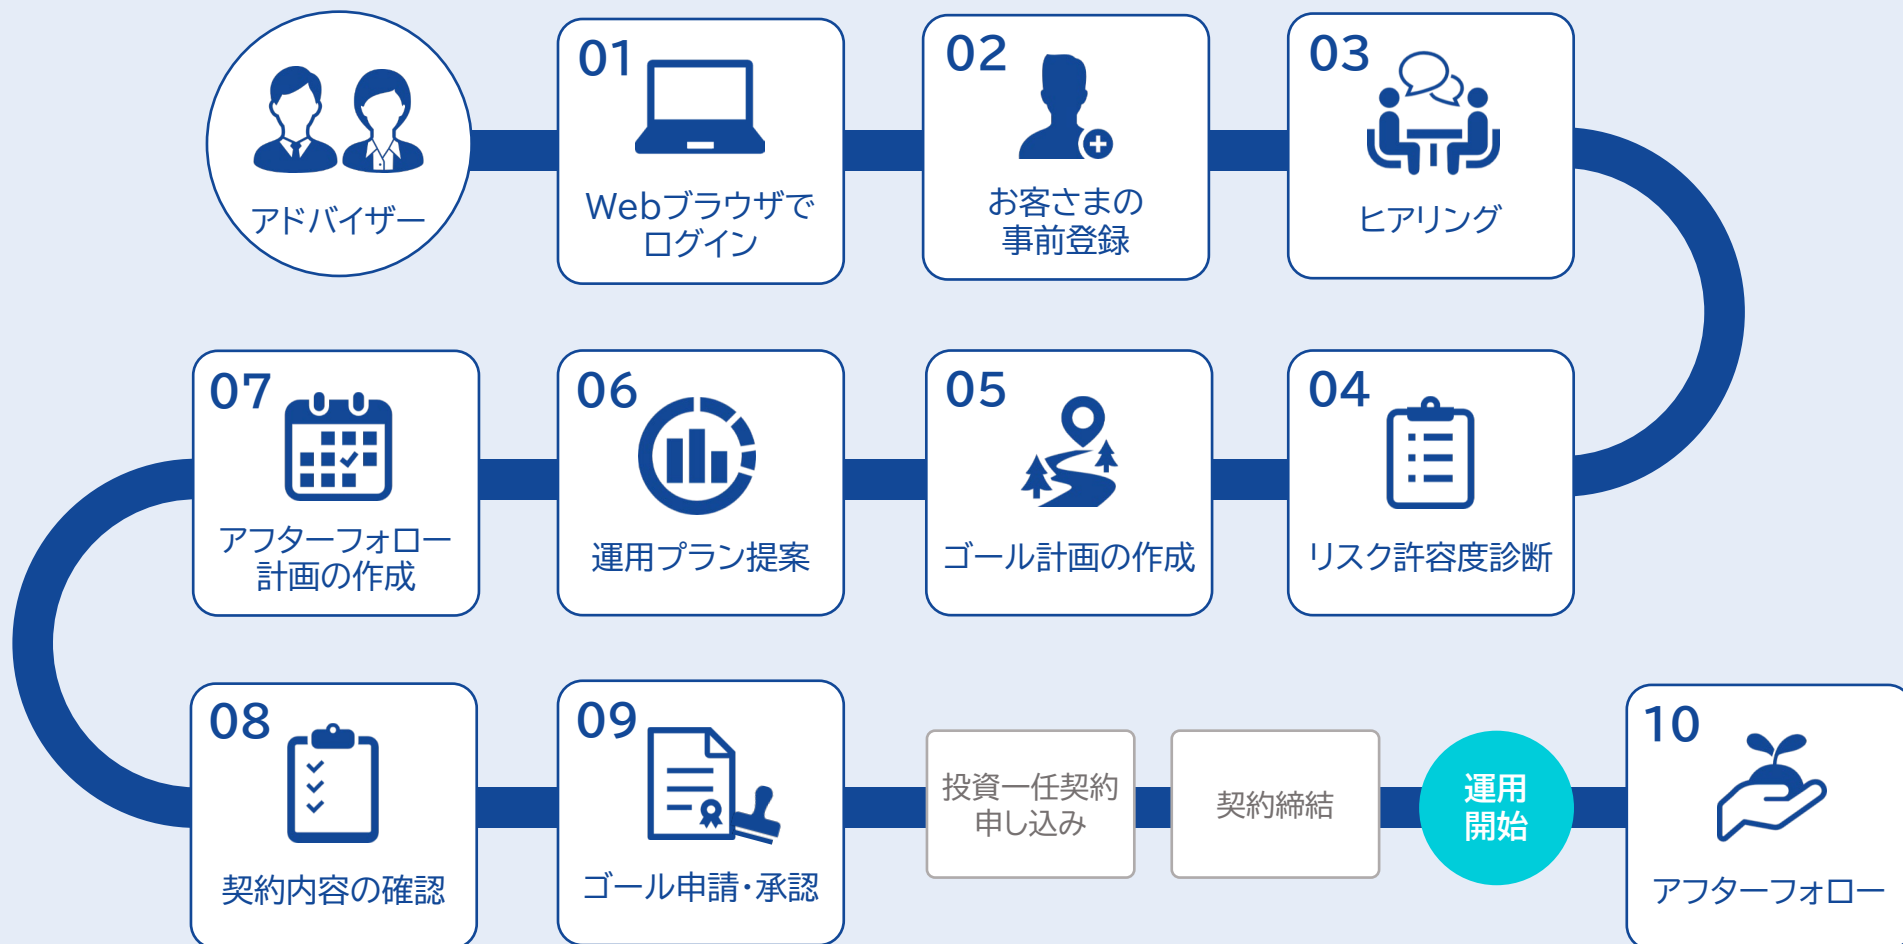 アドバイザー
01
Webブラウザで
ログイン
02
お客さまの
事前登録
03
ヒアリング
04
リスク許容度診断
05
ゴール計画の作成
06
運用プラン提案
07
アフターフォロー
計画の作成
08
契約内容の確認
09
ゴール申請・承認
投資一任契約
申し込み
契約締結
運用
開始
10
アフターフォロー